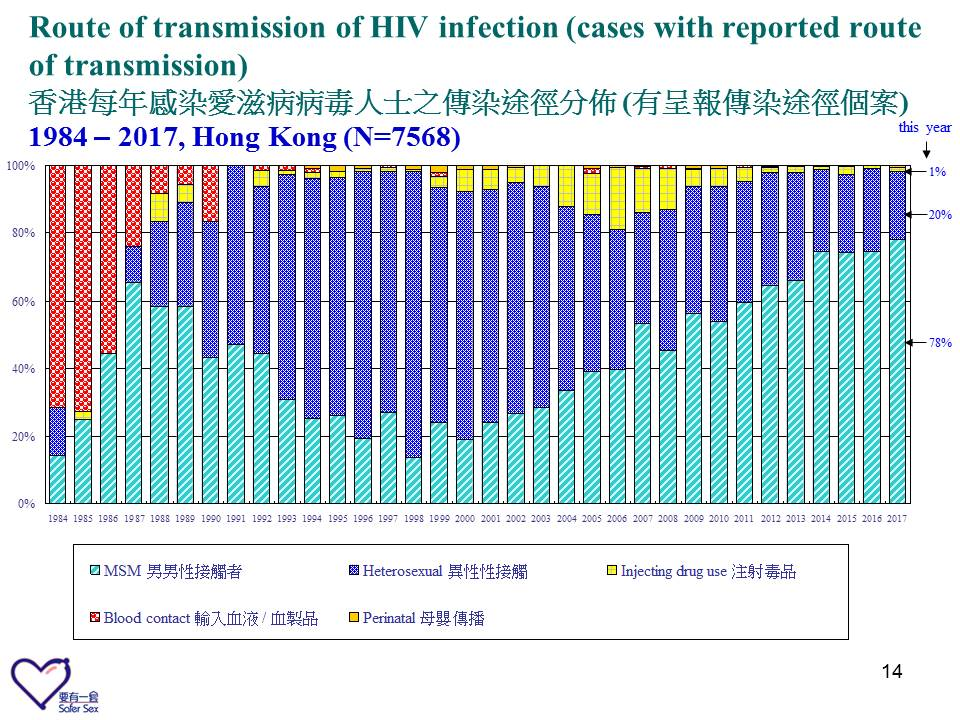 Route of transmission of HIV infection (cases with reported route
of transmission)
香港每年感染愛滋病病毒人士之傳染途徑分佈 (有呈報傳染途徑個案)
1984 – 2017, Hong Kong (N=7568)
this year
100%
80%
60%
40%
20%
0%
1%
20%
78%
1984 1985 1986 1987 1988 1989 1990 1991 1992 1993 1994 1995 1996 1997 1998 1999 2000 2001 2002 2003 2004 2005 2006 2007 2008 2009 2010 2011 2012 2013 2014 2015 2016 2017
MSM 男男性接觸者
Heterosexual 異性性接觸
Injecting drug use 注射毒品
Blood contact 輸入血液 / 血製品
Perinatal 母嬰傳播
要有一套
Safer Sex
14